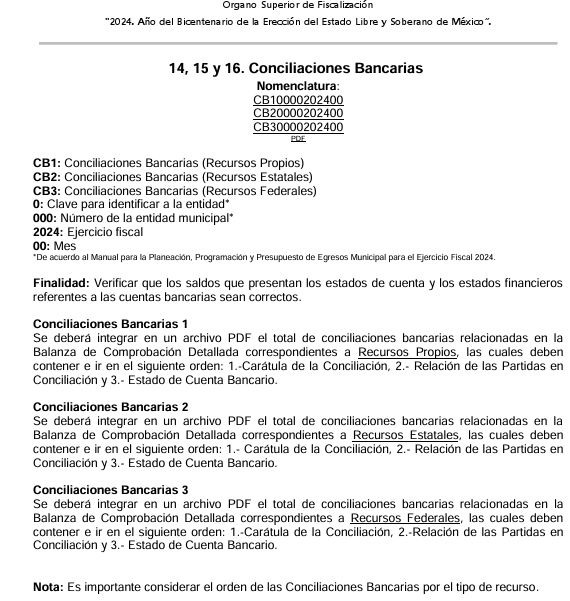 Organo Superior de Fiscalización
"2024. Año del Bicentenario de la Erección del Estado Libre y Soberano de México".
14, 15 y 16. Conciliaciones Bancarias
Nomenclatura:
CB10000202400
CB20000202400
CB30000202400
PDF
CB1: Conciliaciones Bancarias (Recursos Propios)
CB2: Conciliaciones Bancarias (Recursos Estatales)
CB3: Conciliaciones Bancarias (Recursos Federales)
0: Clave para identificar a la entidad*
000: Número de la entidad municipal*
2024: Ejercicio fiscal
00: Mes
*De acuerdo al Manual para la Planeación, Programación y Presupuesto de Egresos Municipal para el Ejercicio Fiscal 2024.
Finalidad: Verificar que los saldos que presentan los estados de cuenta y los estados financieros
referentes a las cuentas bancarias sean correctos.
Conciliaciones Bancarias 1
Se deberá integrar en un archivo PDF el total de conciliaciones bancarias relacionadas en la
Balanza de Comprobación Detallada correspondientes a Recursos Propios, las cuales deben
contener e ir en el siguiente orden: 1.-Carátula de la Conciliación, 2.- Relación de las Partidas en
Conciliación y 3.- Estado de Cuenta Bancario.
Conciliaciones Bancarias 2
Se deberá integrar en un archivo PDF el total de conciliaciones bancarias relacionadas en la
Balanza de Comprobación Detallada correspondientes a Recursos Estatales, las cuales deben
contener e ir en el siguiente orden: 1.- Carátula de la Conciliación, 2.- Relación de las Partidas en
Conciliación y 3.- Estado de Cuenta Bancario.
Conciliaciones Bancarias 3
Se deberá integrar en un archivo PDF el total de conciliaciones bancarias relacionadas en la
Balanza de Comprobación Detallada correspondientes a Recursos Federales, las cuales deben
contener e ir en el siguiente orden: 1.-Carátula de la Conciliación, 2.-Relación de las Partidas en
Conciliación y 3.- Estado de Cuenta Bancario.
Nota: Es importante considerar el orden de las Conciliaciones Bancarias por el tipo de recurso.